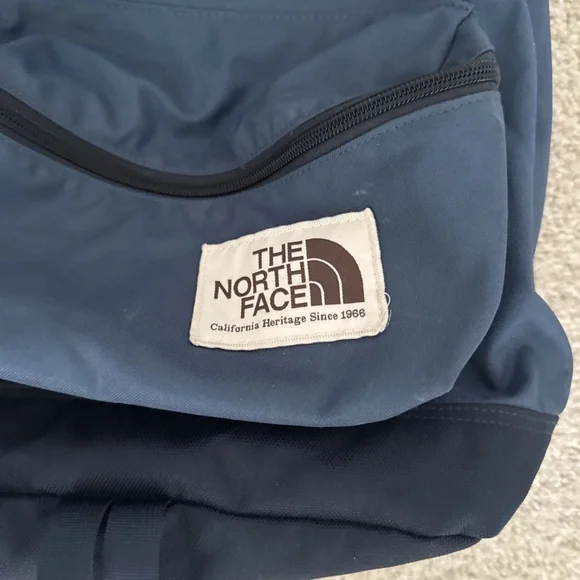 THE
NORTH
FACE
California Heritage Since 1966